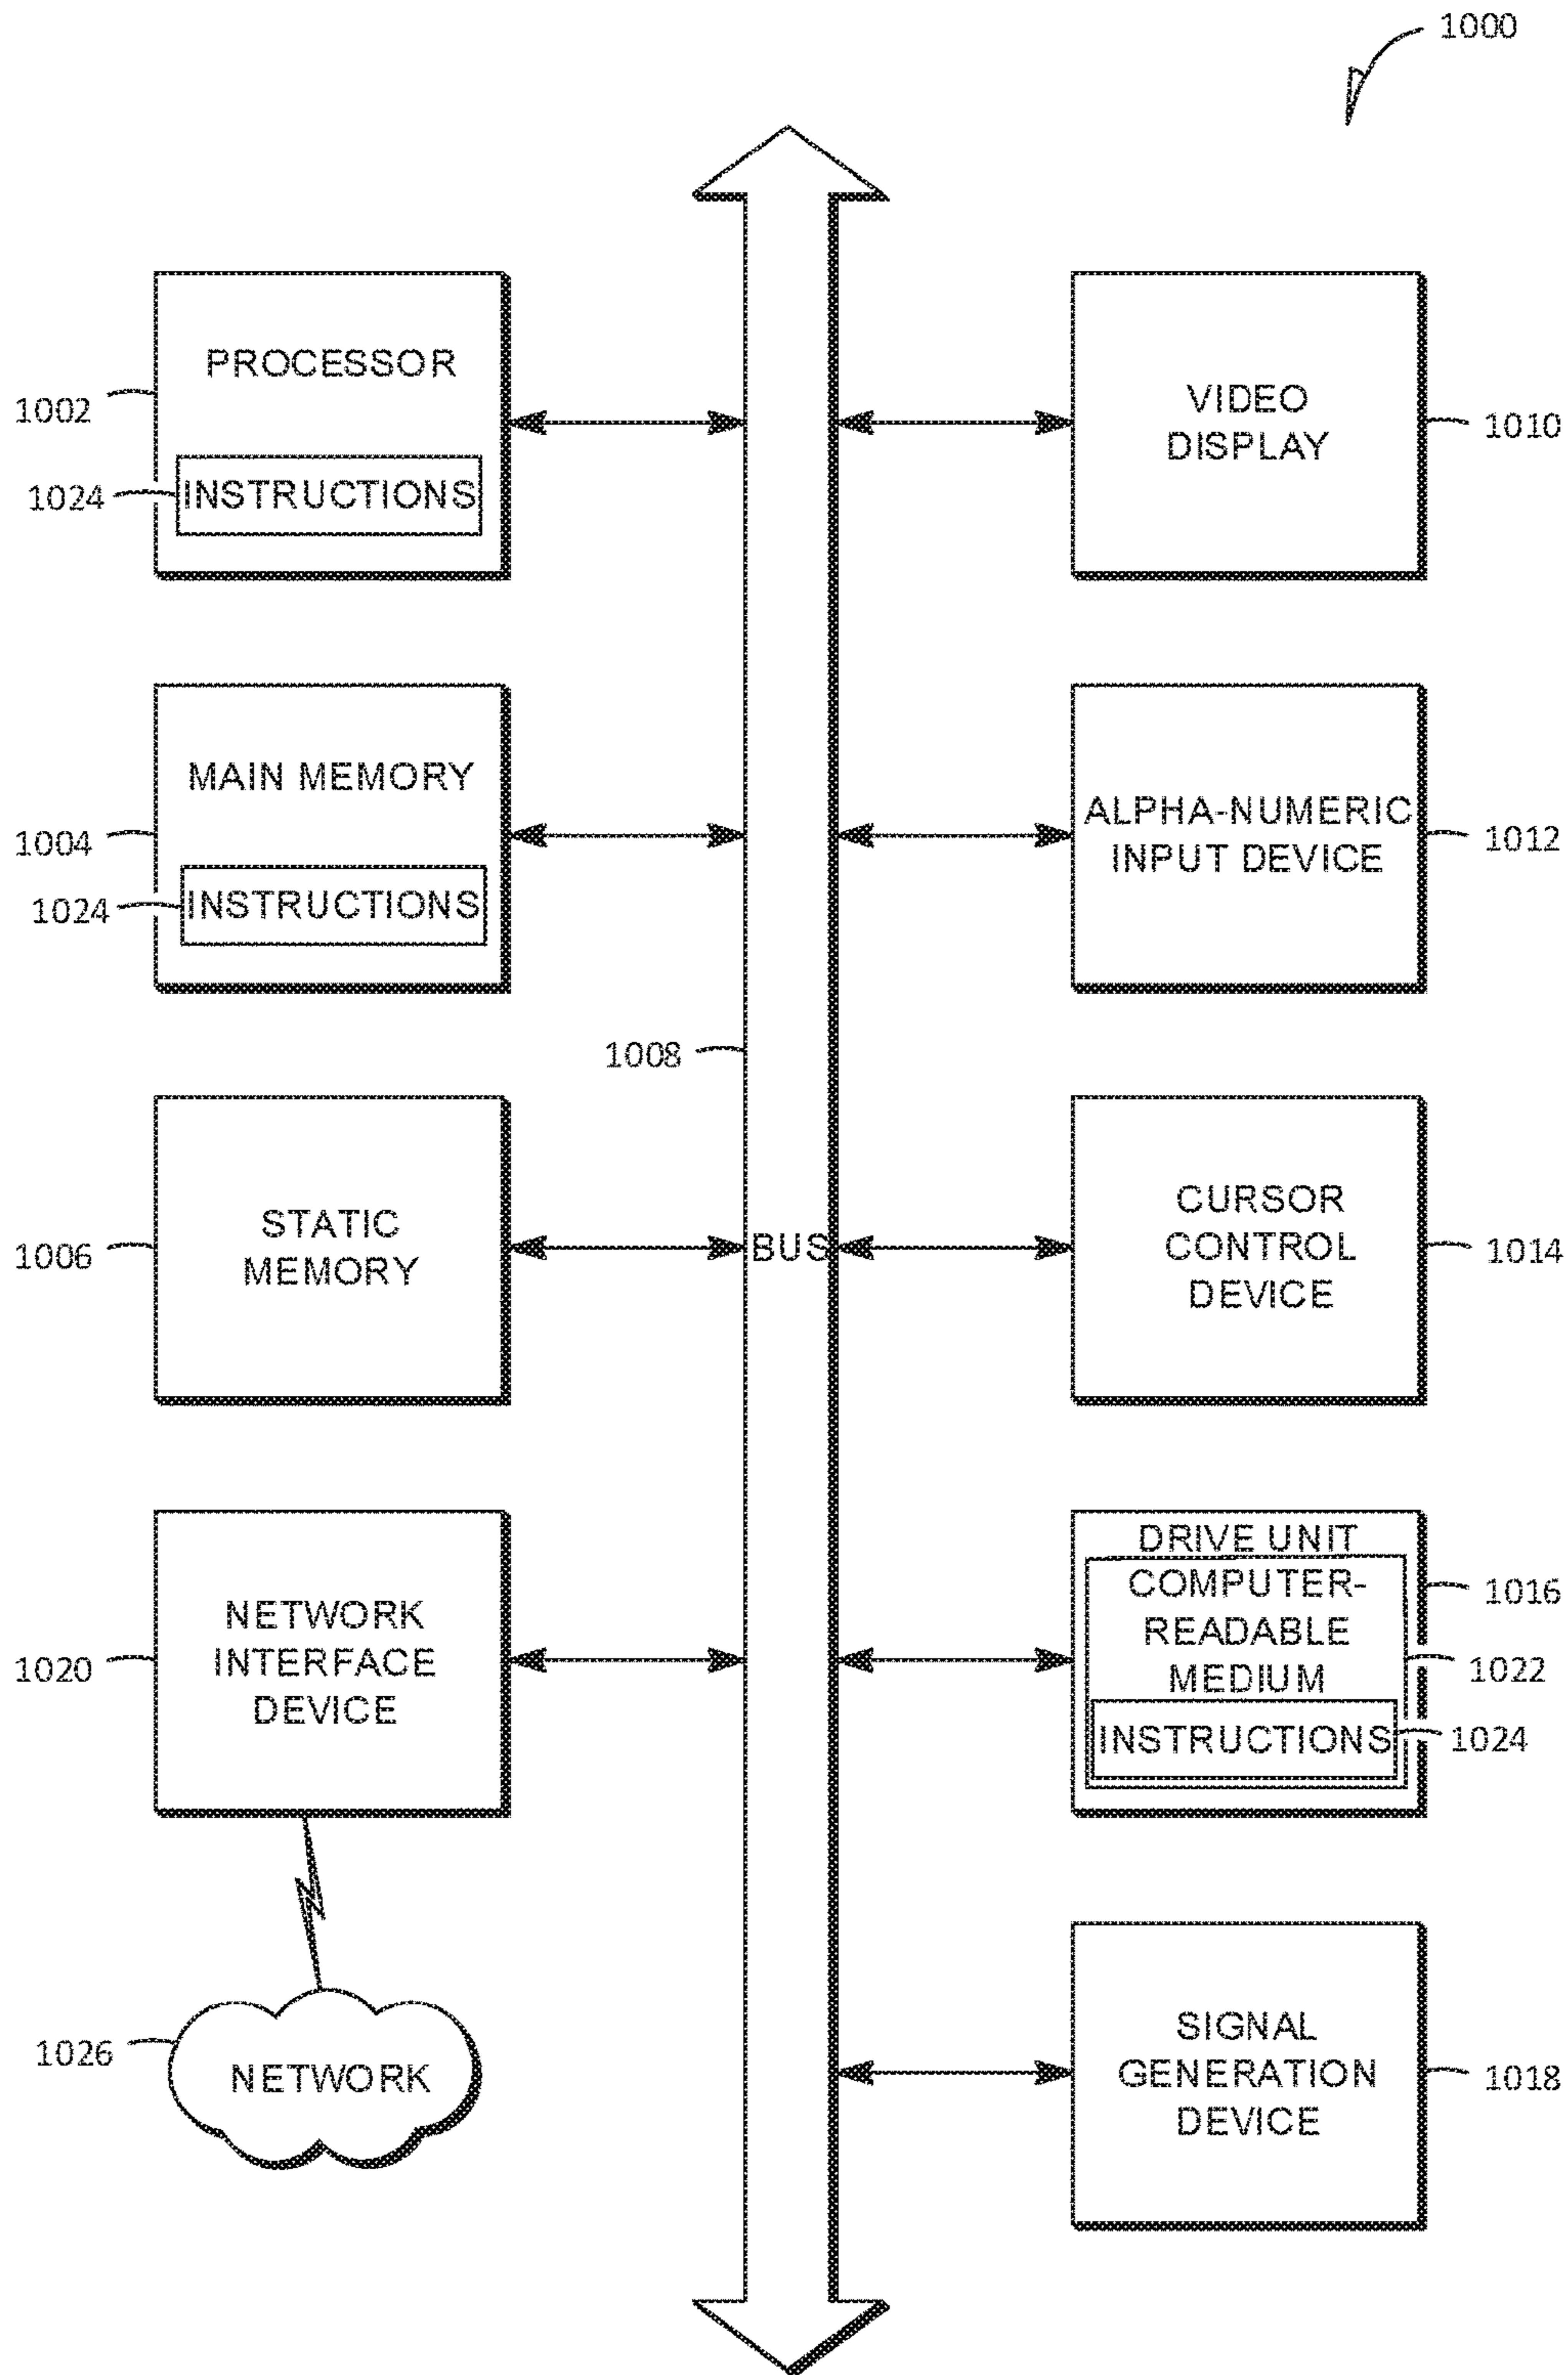 1000
PROCESSOR
1002
1024
INSTRUCTIONS
VIDEO
DISPLAY
1010
MAIN MEMORY
1004
1024
INSTRUCTIONS
ALPHA-NUMERIC
INPUT DEVICE
1012
1008
STATIC
MEMORY
1006
BUS
CURSOR
CONTROL
DEVICE
1014
NETWORK
INTERFACE
DEVICE
1020
DRIVE UNIT
COMPUTER-
READABLE
MEDIUM
1016
1022
INSTRUCTIONS
1024
1026
NETWORK
SIGNAL
GENERATION
DEVICE
1018